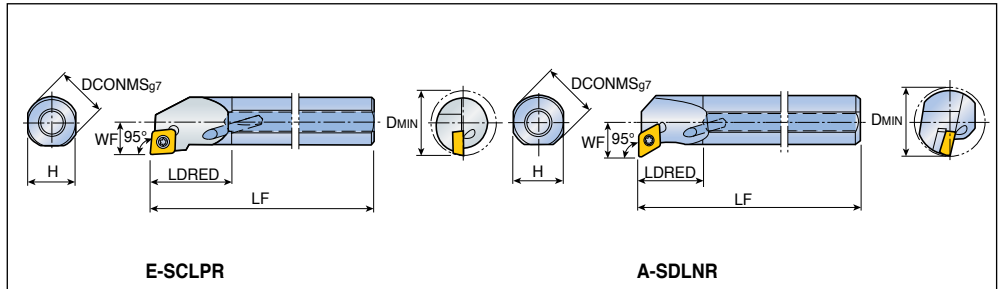 DCONMSg7
WF 95°
H
LDRED
LF
DMIN
E-SCLPR
DCONMSg7
WF 95°
H
LDRED
LF
DMIN
A-SDLNR